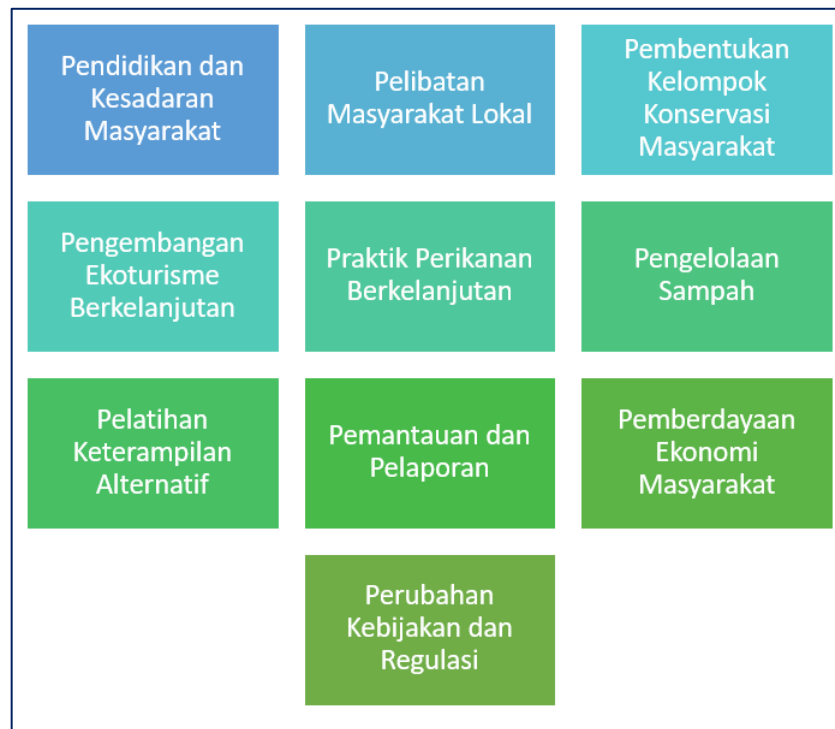 Pendidikan dan
Kesadaran
Masyarakat
Pelibatan
Masyarakat Lokal
Pembentukan
Kelompok
Konservasi
Masyarakat
Pengembangan
Ekoturisme
Berkelanjutan
Praktik Perikanan
Berkelanjutan
Pengelolaan
Sampah
Pelatihan
Keterampilan
Alternatif
Pemantauan dan
Pelaporan
Pemberdayaan
Ekonomi
Masyarakat
Perubahan
Kebijakan dan
Regulasi